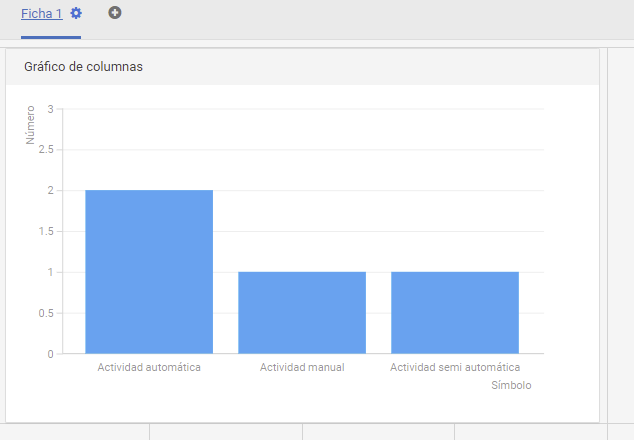 Ficha 1
Gráfico de columnas
Número
3
2.5
2
1.5
1
0.5
0
Actividad automática Actividad manual Actividad semi automática
Símbolo